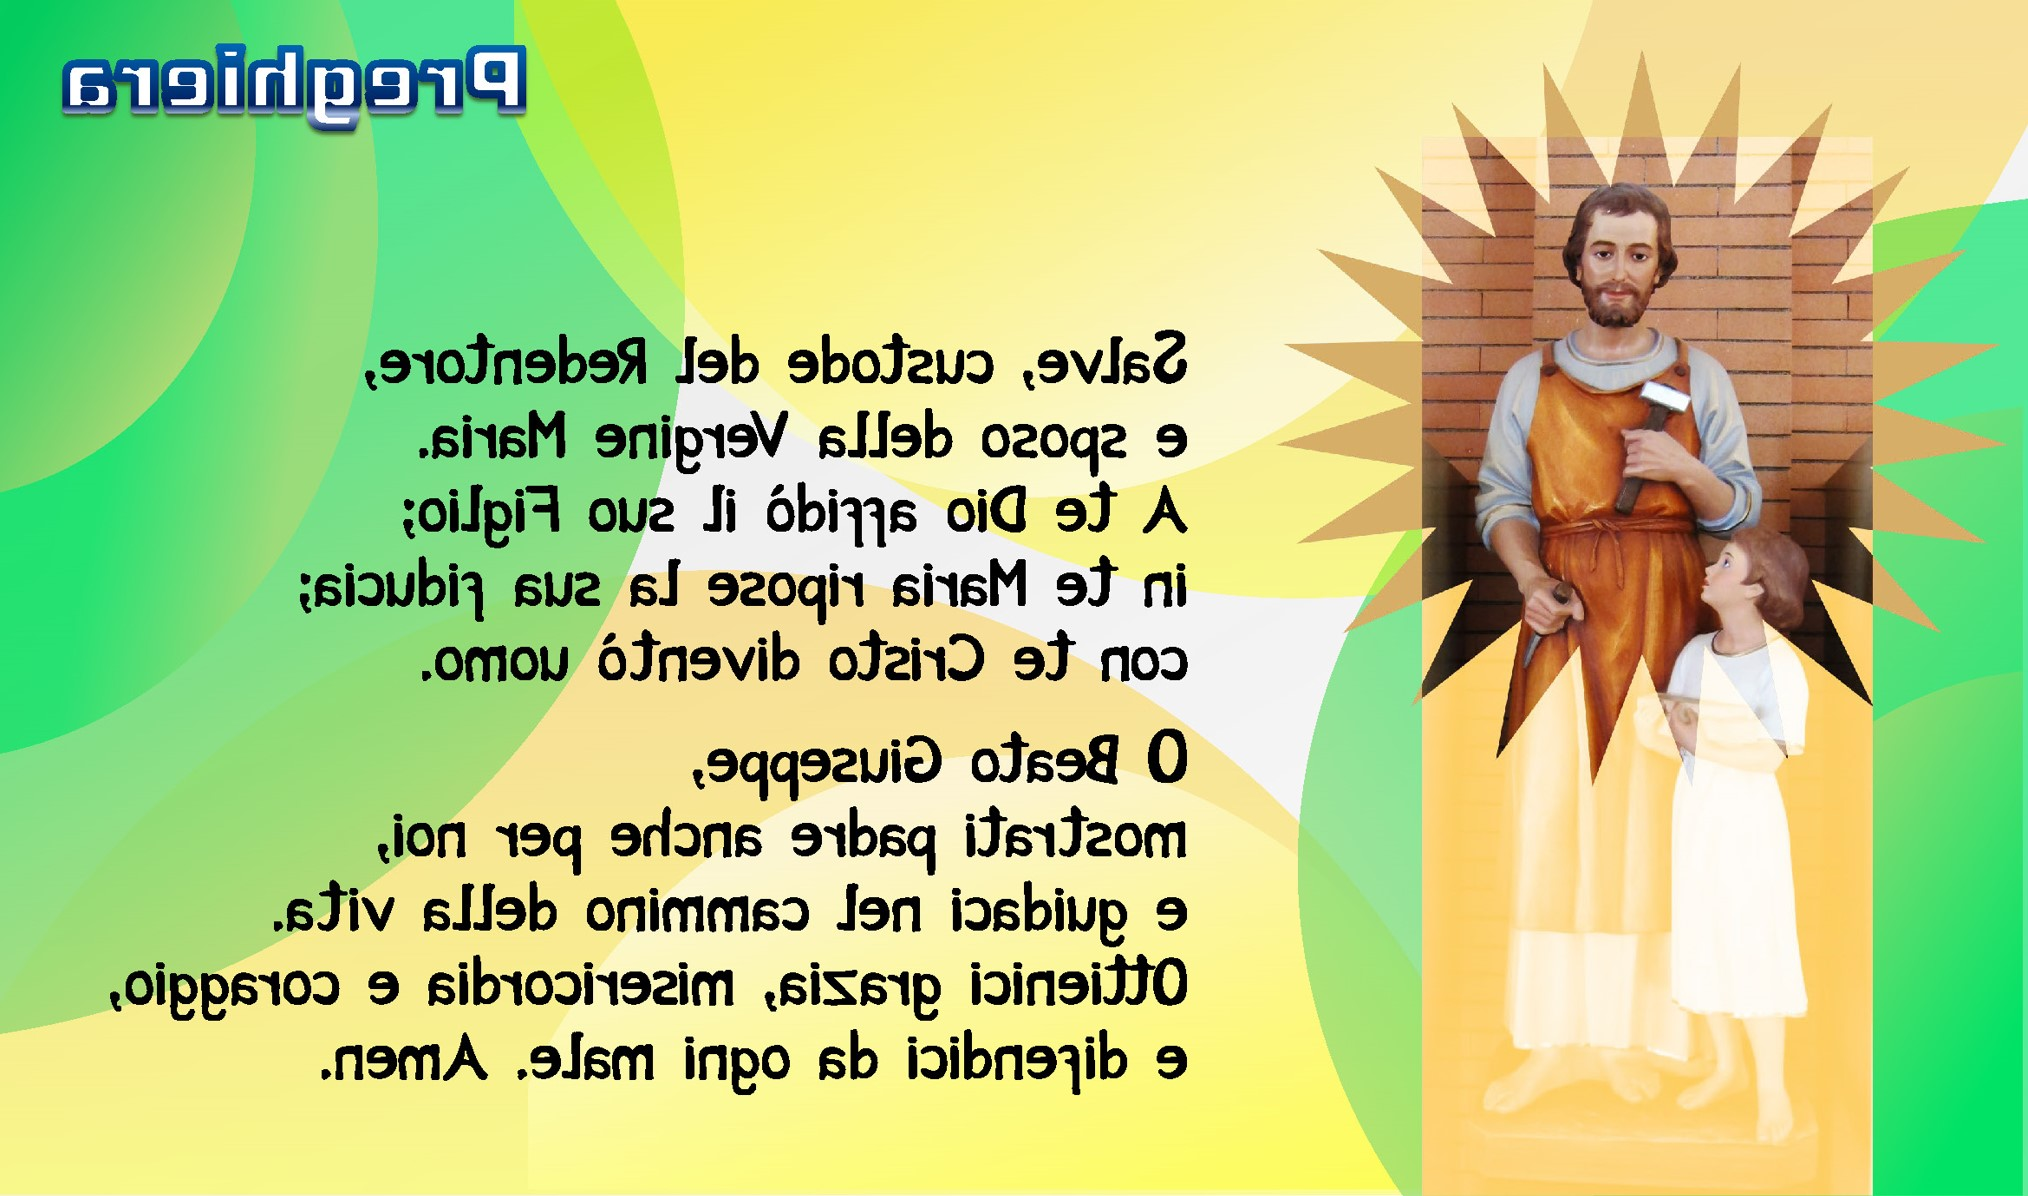 Preghiera
Salve, custode del Redentore,
e sposo della Vergine Maria.
A te Dio affidò il suo Figlio;
in te Maria ripose la sua fiducia;
con te Cristo diventò uomo.
O Beato Giuseppe,
mostrati padre anche per noi,
e guidaci nel cammino della vita.
Ottienici grazia, misericordia e coraggio,
e difendici da ogni male. Amen.